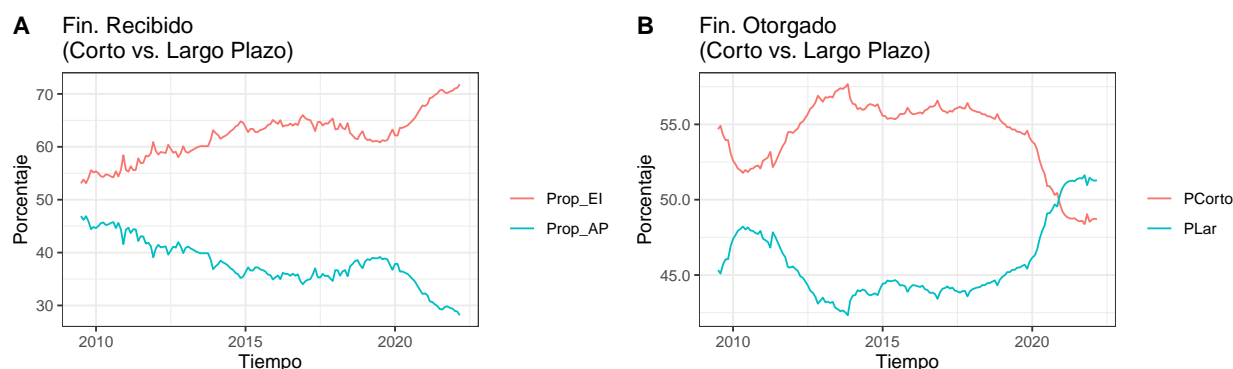 A
Fin. Recibido
(Corto vs. Largo Plazo)
70
60
50
40
30
Porcentaje
2010
2015
2020
Tiempo
Prop_EI
Prop_AP
B
Fin. Otorgado
(Corto vs. Largo Plazo)
55.0
50.0
45.0
Porcentaje
2010
2015
2020
Tiempo
PCorto
PLar